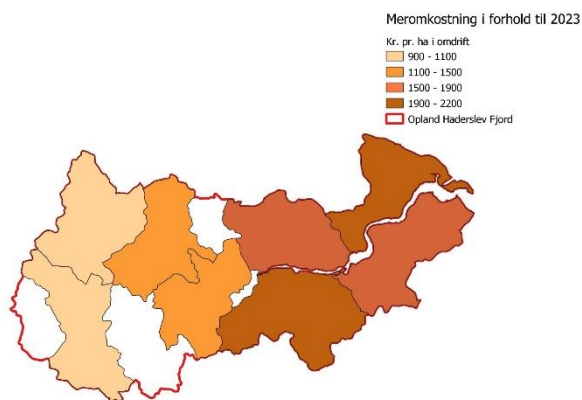 Meromkostning i forhold til 2023
Kr. pr. ha i omdrift
900 - 1100
1100 - 1500
1500 - 1900
1900 - 2200
Opland Haderslev Fjord